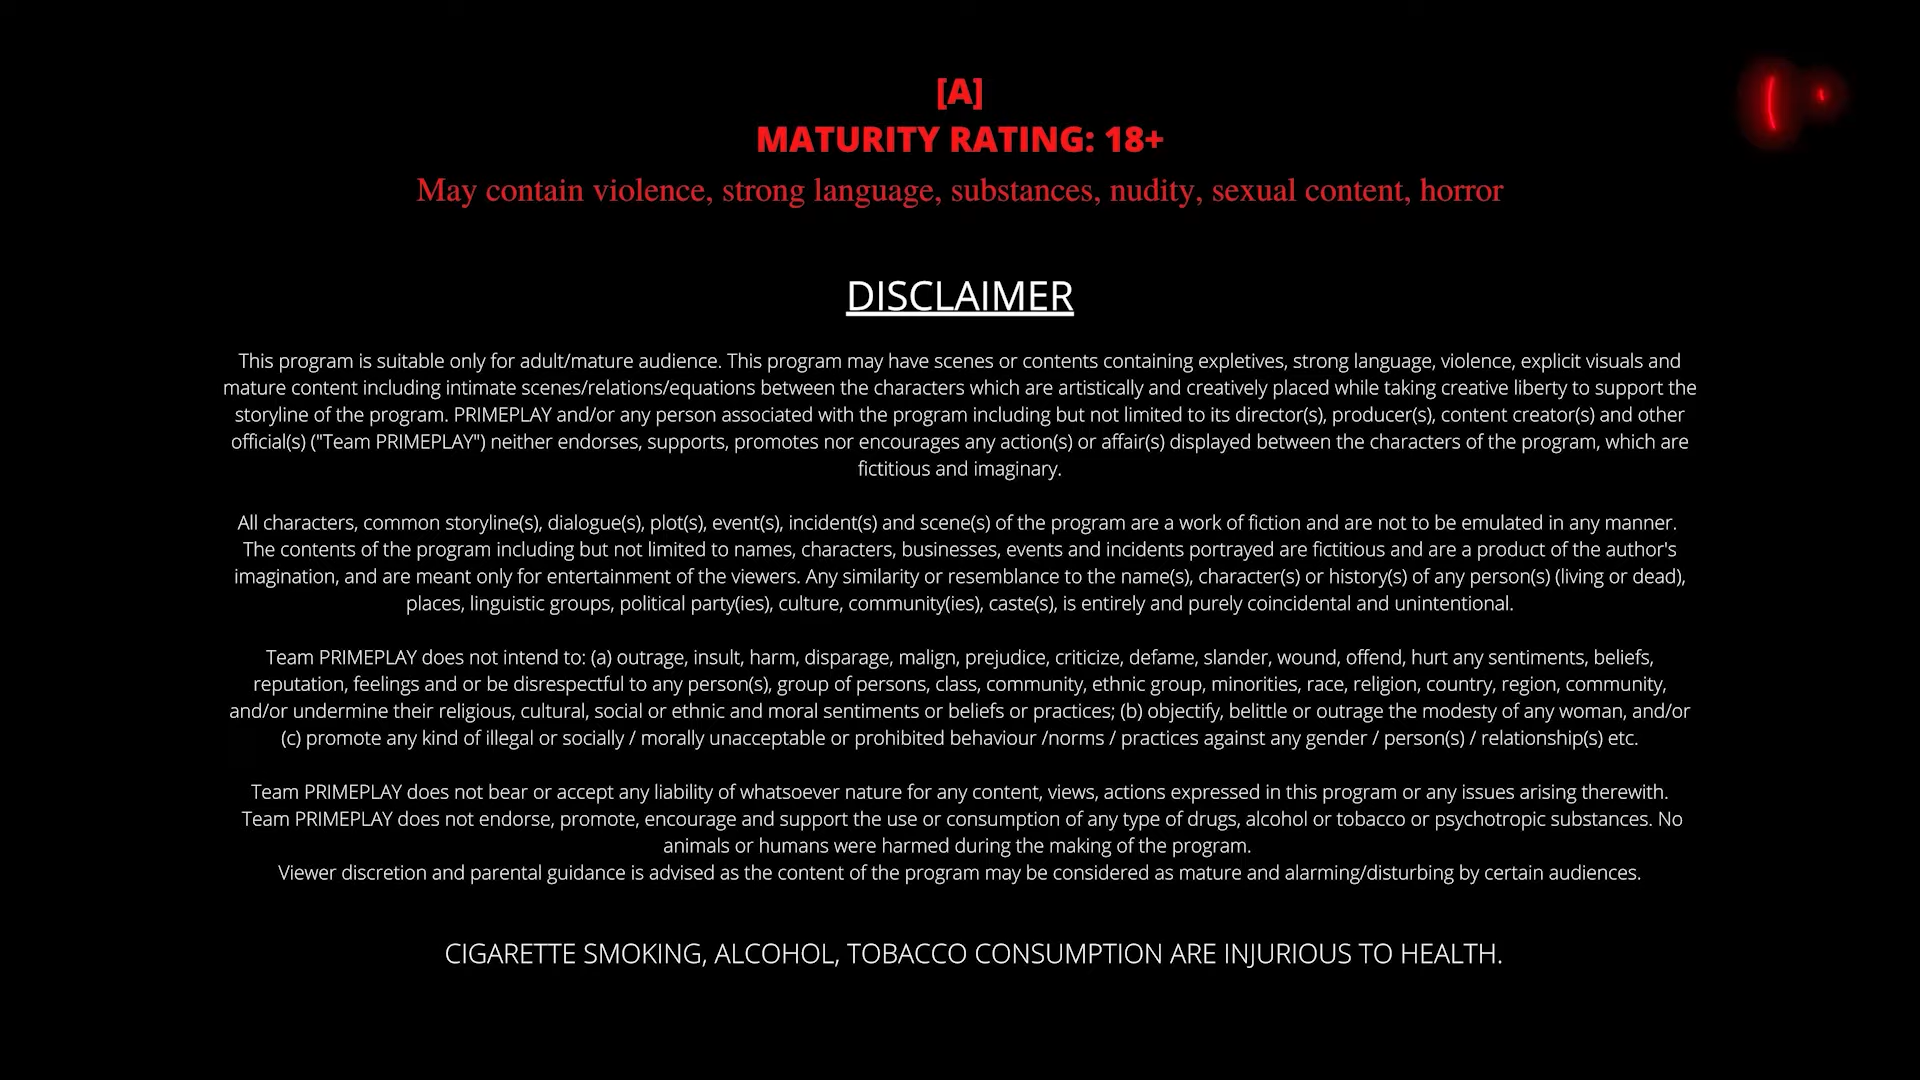 [A]
MATURITY RATING: 18+
May contain violence, strong language, substances, nudity, sexual content, horror
DISCLAIMER
This program is suitable only for adult/mature audience. This program may have scenes or contents containing expletives, strong language, violence, explicit visuals and
mature content including intimate scenes/relations/equations between the characters which are artistically and creatively placed while taking creative liberty to support the
storyline of the program. PRIMEPLAY and/or any person associated with the program including but not limited to its director(s), producer(s), content creator(s) and other
official(s) ("Team PRIMEPLAY") neither endorses, supports, promotes nor encourages any action(s) or affair(s) displayed between the characters of the program, which are
fictitious and imaginary.
All characters, common storyline(s), dialogue(s), plot(s), event(s), incident(s) and scene(s) of the program are a work of fiction and are not to be emulated in any manner.
The contents of the program including but not limited to names, characters, businesses, events and incidents portrayed are fictitious and are a product of the author's
imagination, and are meant only for entertainment of the viewers. Any similarity or resemblance to the name(s), character(s) or history(s) of any person(s) (living or dead),
places, linguistic groups, political party(ies), culture, community(ies), caste(s), is entirely and purely coincidental and unintentional.
Team PRIMEPLAY does not intend to: (a) outrage, insult, harm, disparage, malign, prejudice, criticize, defame, slander, wound, offend, hurt any sentiments, beliefs,
reputation, feelings and or be disrespectful to any person(s), group of persons, class, community, ethnic group, minorities, race, religion, country, region, community,
and/or undermine their religious, cultural, social or ethnic and moral sentiments or beliefs or practices; (b) objectify, belittle or outrage the modesty of any woman, and/or
(c) promote any kind of illegal or socially / morally unacceptable or prohibited behaviour /norms / practices against any gender / person(s) / relationship(s) etc.
Team PRIMEPLAY does not bear or accept any liability of whatsoever nature for any content, views, actions expressed in this program or any issues arising therewith.
Team PRIMEPLAY does not endorse, promote, encourage and support the use or consumption of any type of drugs, alcohol or tobacco or psychotropic substances. No
animals or humans were harmed during the making of the program.
Viewer discretion and parental guidance is advised as the content of the program may be considered as mature and alarming/disturbing by certain audiences.
CIGARETTE SMOKING, ALCOHOL, TOBACCO CONSUMPTION ARE INJURIOUS TO HEALTH.